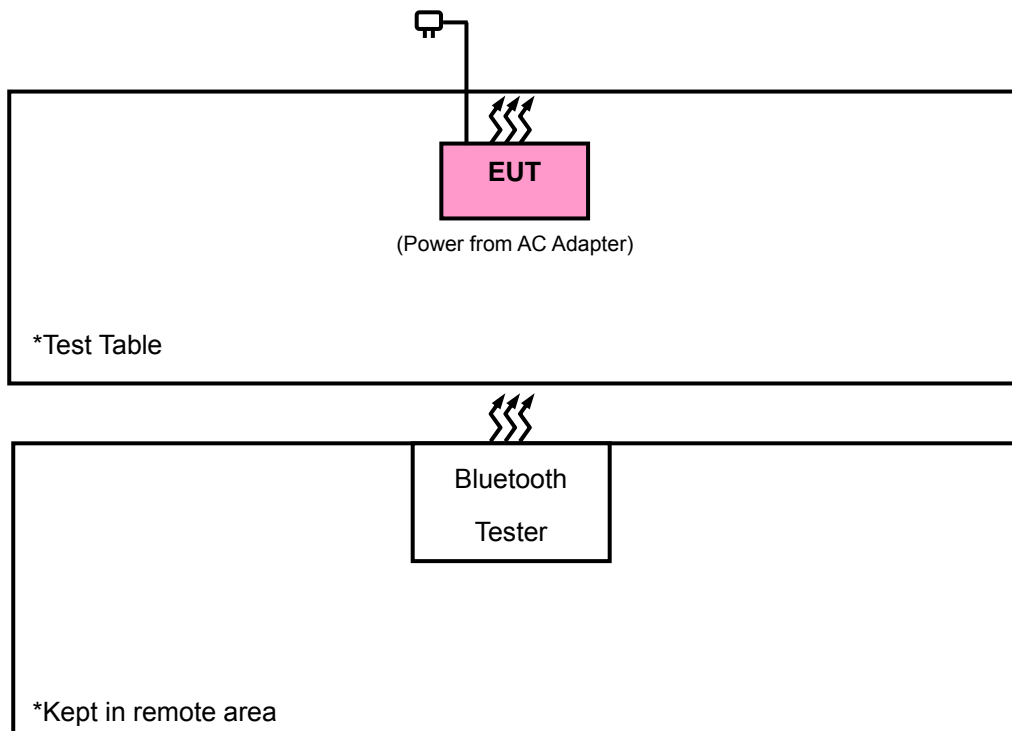 EUT
(Power from AC Adapter)
*Test Table
Bluetooth
Tester
*Kept in remote area